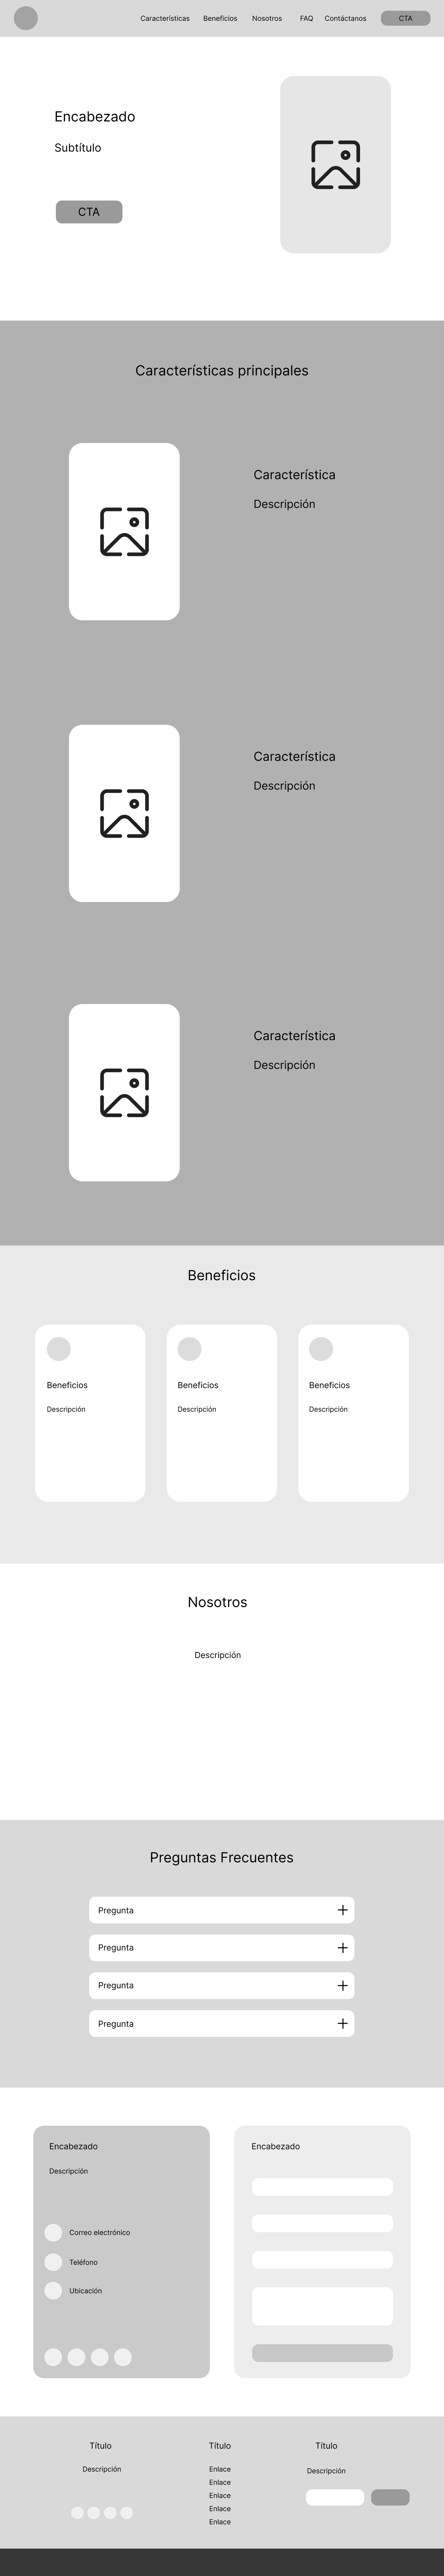 Características Beneficios Nosotros FAQ Contáctanos CTA
Encabezado
Subtítulo
CTA
Características principales
Característica
Descripción
Característica
Descripción
Característica
Descripción
Beneficios
Beneficios
Descripción
Beneficios
Descripción
Beneficios
Descripción
Nosotros
Descripción
Preguntas Frecuentes
Pregunta
Pregunta
Pregunta
Pregunta
Encabezado
Descripción
Correo electrónico
Teléfono
Ubicación
Encabezado
Título
Descripción
Título
Enlace
Enlace
Enlace
Enlace
Enlace
Título
Descripción